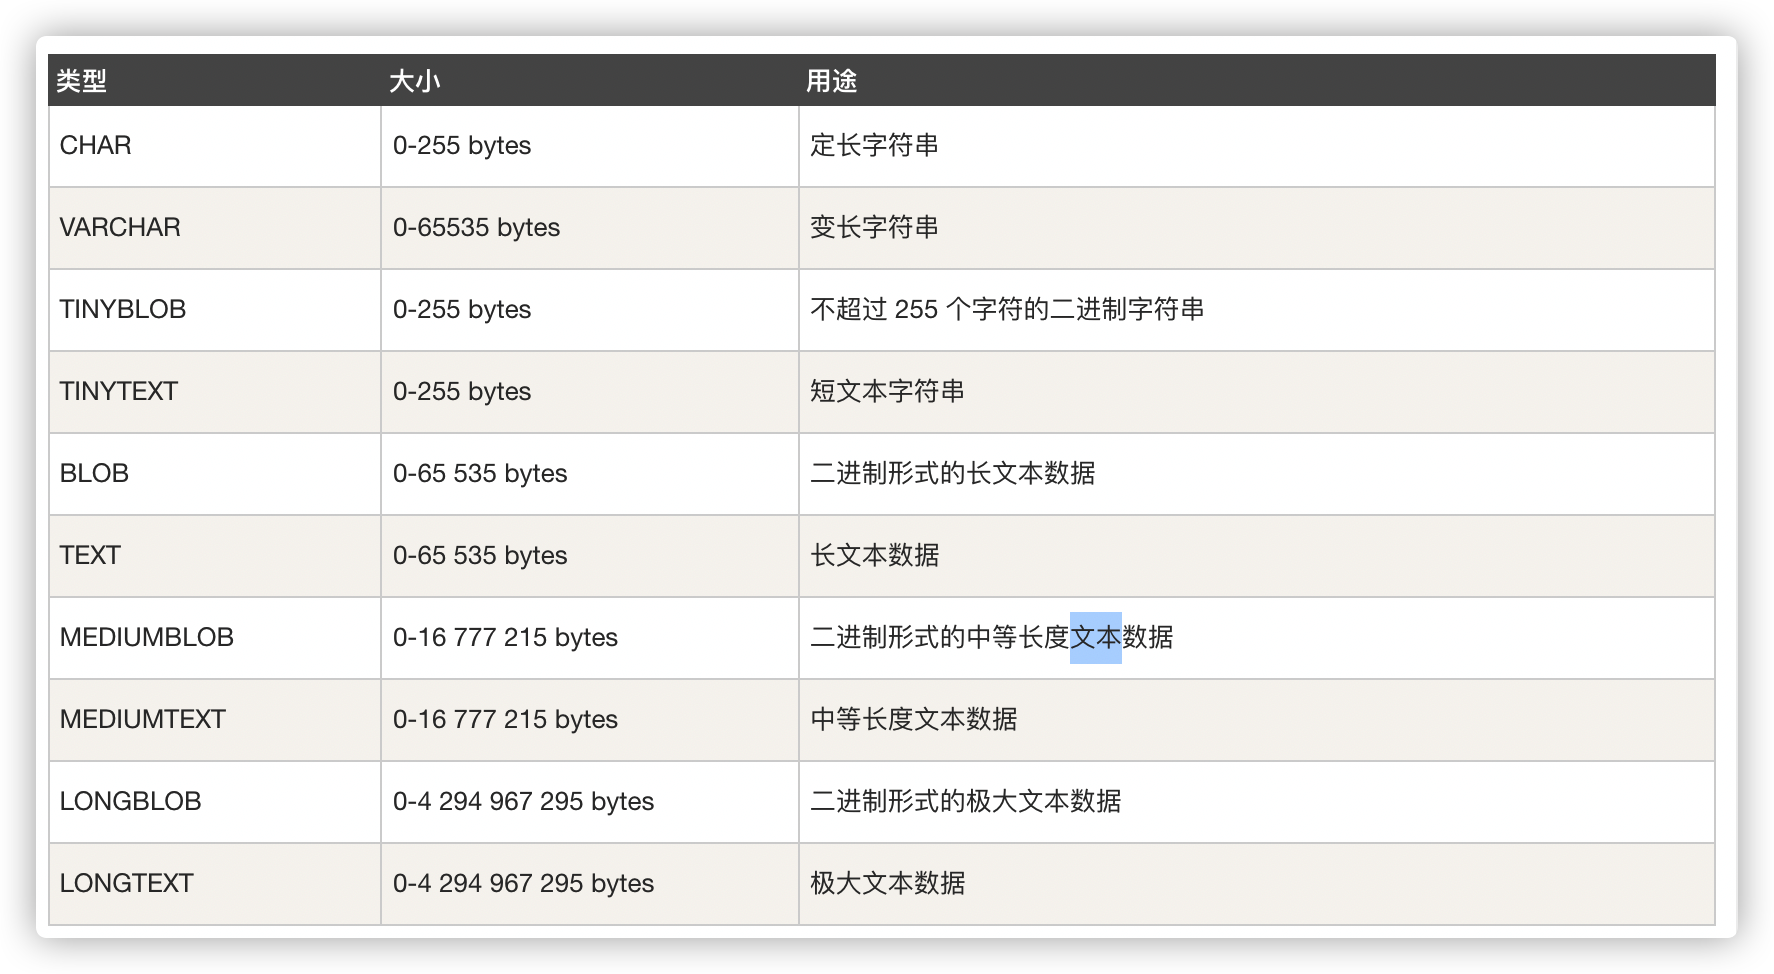 类型 大小 用途
CHAR 0-255 bytes 定长字符串
VARCHAR 0-65535 bytes 变长字符串
TINYBLOB 0-255 bytes 不超过 255 个字符的二进制字符串
TINYTEXT 0-255 bytes 短文本字符串
BLOB 0-65 535 bytes 二进制形式的长文本数据
TEXT 0-65 535 bytes 长文本数据
MEDIUMBLOB 0-16 777 215 bytes 二进制形式的中等长度文本数据
MEDIUMTEXT 0-16 777 215 bytes 中等长度文本数据
LONGBLOB 0-4 294 967 295 bytes 二进制形式的极大文本数据
LONGTEXT 0-4 294 967 295 bytes 极大文本数据